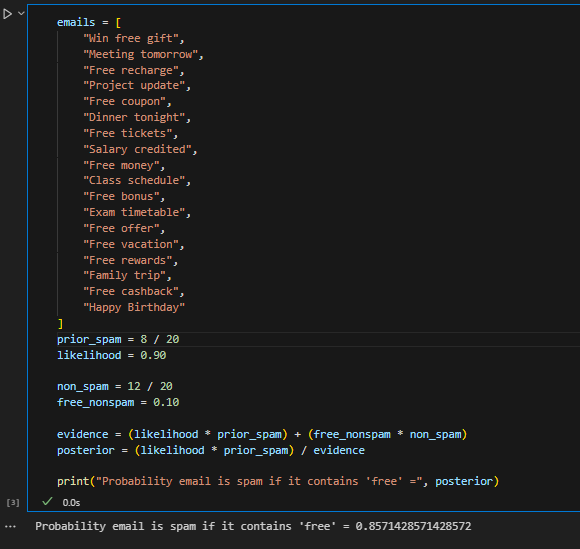 emails = [
    "Win free gift",
    "Meeting tomorrow",
    "Free recharge",
    "Project update",
    "Free coupon",
    "Dinner tonight",
    "Free tickets",
    "Salary credited",
    "Free money",
    "Class schedule",
    "Free bonus",
    "Exam timetable",
    "Free offer",
    "Free vacation",
    "Free rewards",
    "Family trip",
    "Free cashback",
    "Happy Birthday"
]
prior_spam = 8 / 20
likelihood = 0.90

non_spam = 12 / 20
free_nonspam = 0.10

evidence = (likelihood * prior_spam) + (free_nonspam * non_spam)
posterior = (likelihood * prior_spam) / evidence

print("Probability email is spam if it contains 'free' =", posterior)
[3] 0.0s
... Probability email is spam if it contains 'free' = 0.8571428571428572